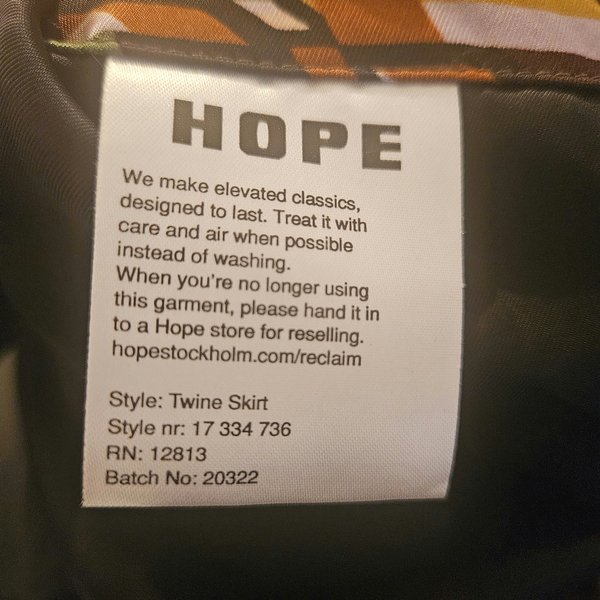 HOPE
We make elevated classics,
designed to last. Treat it with
care and air when possible
instead of washing.
When you're no longer using
this garment, please hand it in
to a Hope store for reselling.
hopestockholm.com/reclaim
Style: Twine Skirt
Style nr: 17 334 736
RN: 12813
Batch No: 20322